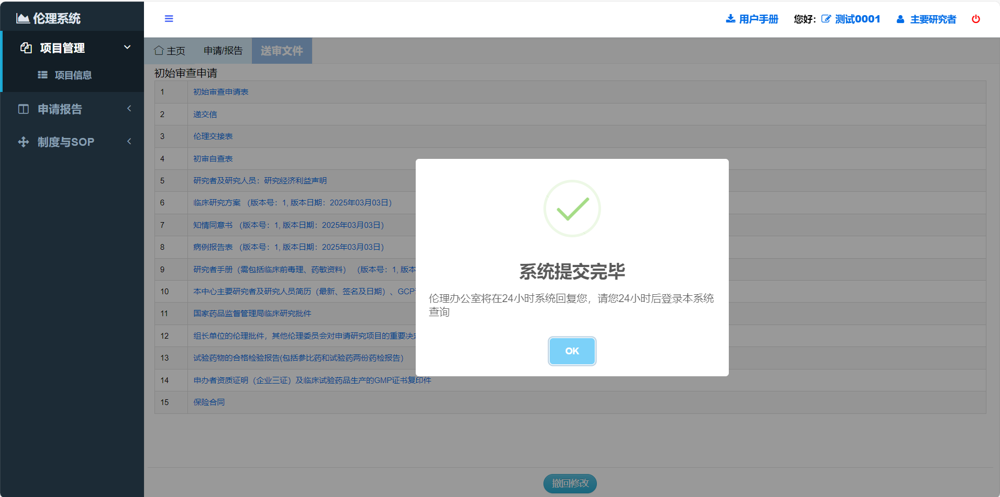 伦理系统
用户手册
您好:
测试0001
主要研究者
项目管理
项目信息
申请报告
制度与SOP
主页
申请/报告
送审文件
初始审查申请
1 初始审查申请表
2 递交信
3 伦理交接表
4 初审自查表
5 研究者及研究人员：研究经济利益声明
6 临床研究方案 （版本号：1, 版本日期：2025年03月03日）
7 知情同意书 （版本号：1, 版本日期：2025年03月03日）
8 病例报告表 （版本号：1, 版本日期：2025年03月03日）
9 研究者手册（需包括临床前毒理、药敏资料） （版本号：1, 版本
10 本中心主要研究者及研究人员简历（最新、签名及日期）、GCP
11 国家药品监督管理局临床研究批件
12 组长单位的伦理批件，其他伦理委员会对申请研究项目的重要决
13 试验药物的合格检验报告(包括参比药和试验药两份药检报告)
14 申办者资质证明（企业三证）及临床试验药品生产的GMP证书复印件
15 保险合同
系统提交完毕
伦理办公室将在24小时系统回复您，请您24小时后登录本系统
查询
OK
撤回修改